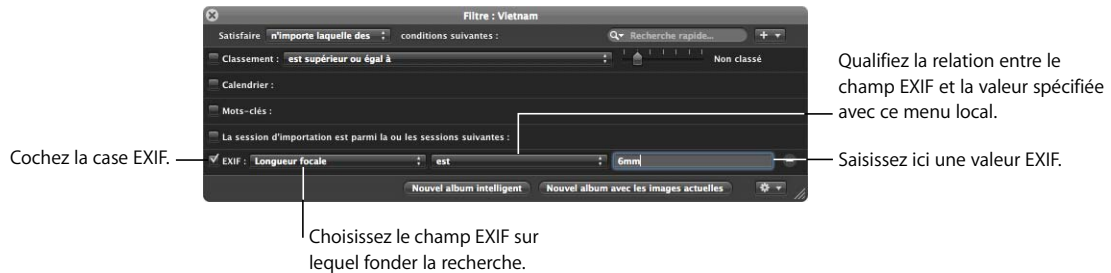 Filtre : Vietnam
Satisfaire n'importe laquelle des conditions suivantes : Recherche rapide...
Classement : est supérieur ou égal à Non classé
Calendrier :
Mots-clés :
La session d'importation est parmi la ou les sessions suivantes :
EXIF : Longueur focale est 6mm
Nouvel album intelligent Nouvel album avec les images actuelles
Qualifiez la relation entre le
champ EXIF et la valeur spécifiée
avec ce menu local.
Cochez la case EXIF.
Saisissez ici une valeur EXIF.
Choisissez le champ EXIF sur
lequel fonder la recherche.